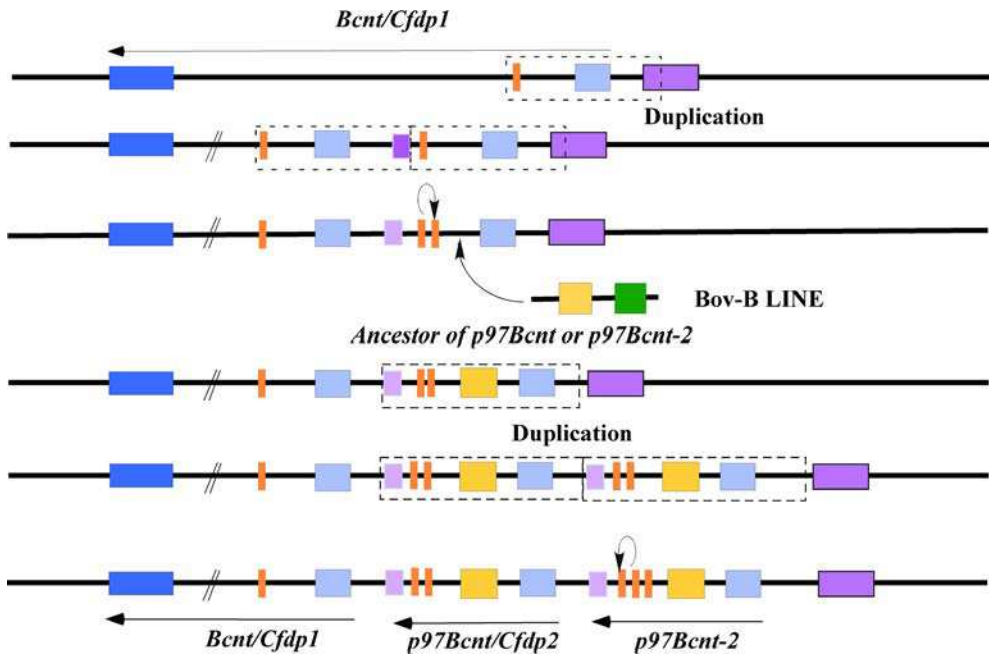 Bcnt/Cfdp1
Duplication
Bov-B LINE
Ancestor of p97Bcnt or p97Bcnt-2
Duplication
Bcnt/Cfdp1
p97Bcnt/Cfdp2
p97Bcnt-2